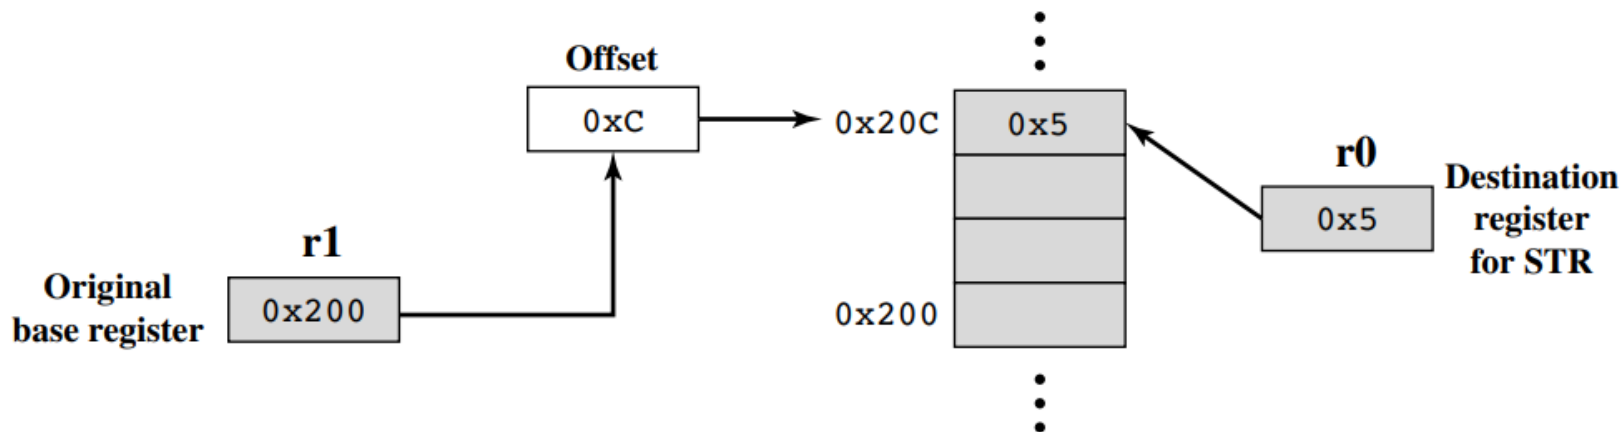 Offset
0xC
r1
Original
base register
0x200
0x20C
0x5
0x200
r0
0x5
Destination
register
for STR